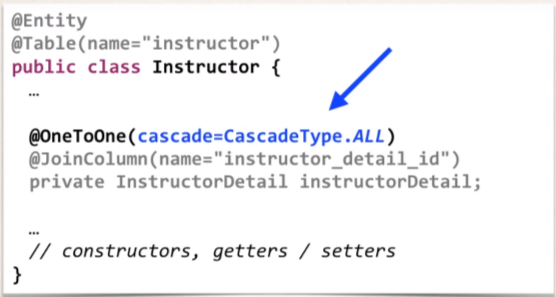 @Entity
@Table(name="instructor")
public class Instructor {
…
@OneToOne(cascade=CascadeType.ALL)
@JoinColumn(name="instructor_detail_id")
private InstructorDetail instructorDetail;
…
// constructors, getters / setters
}